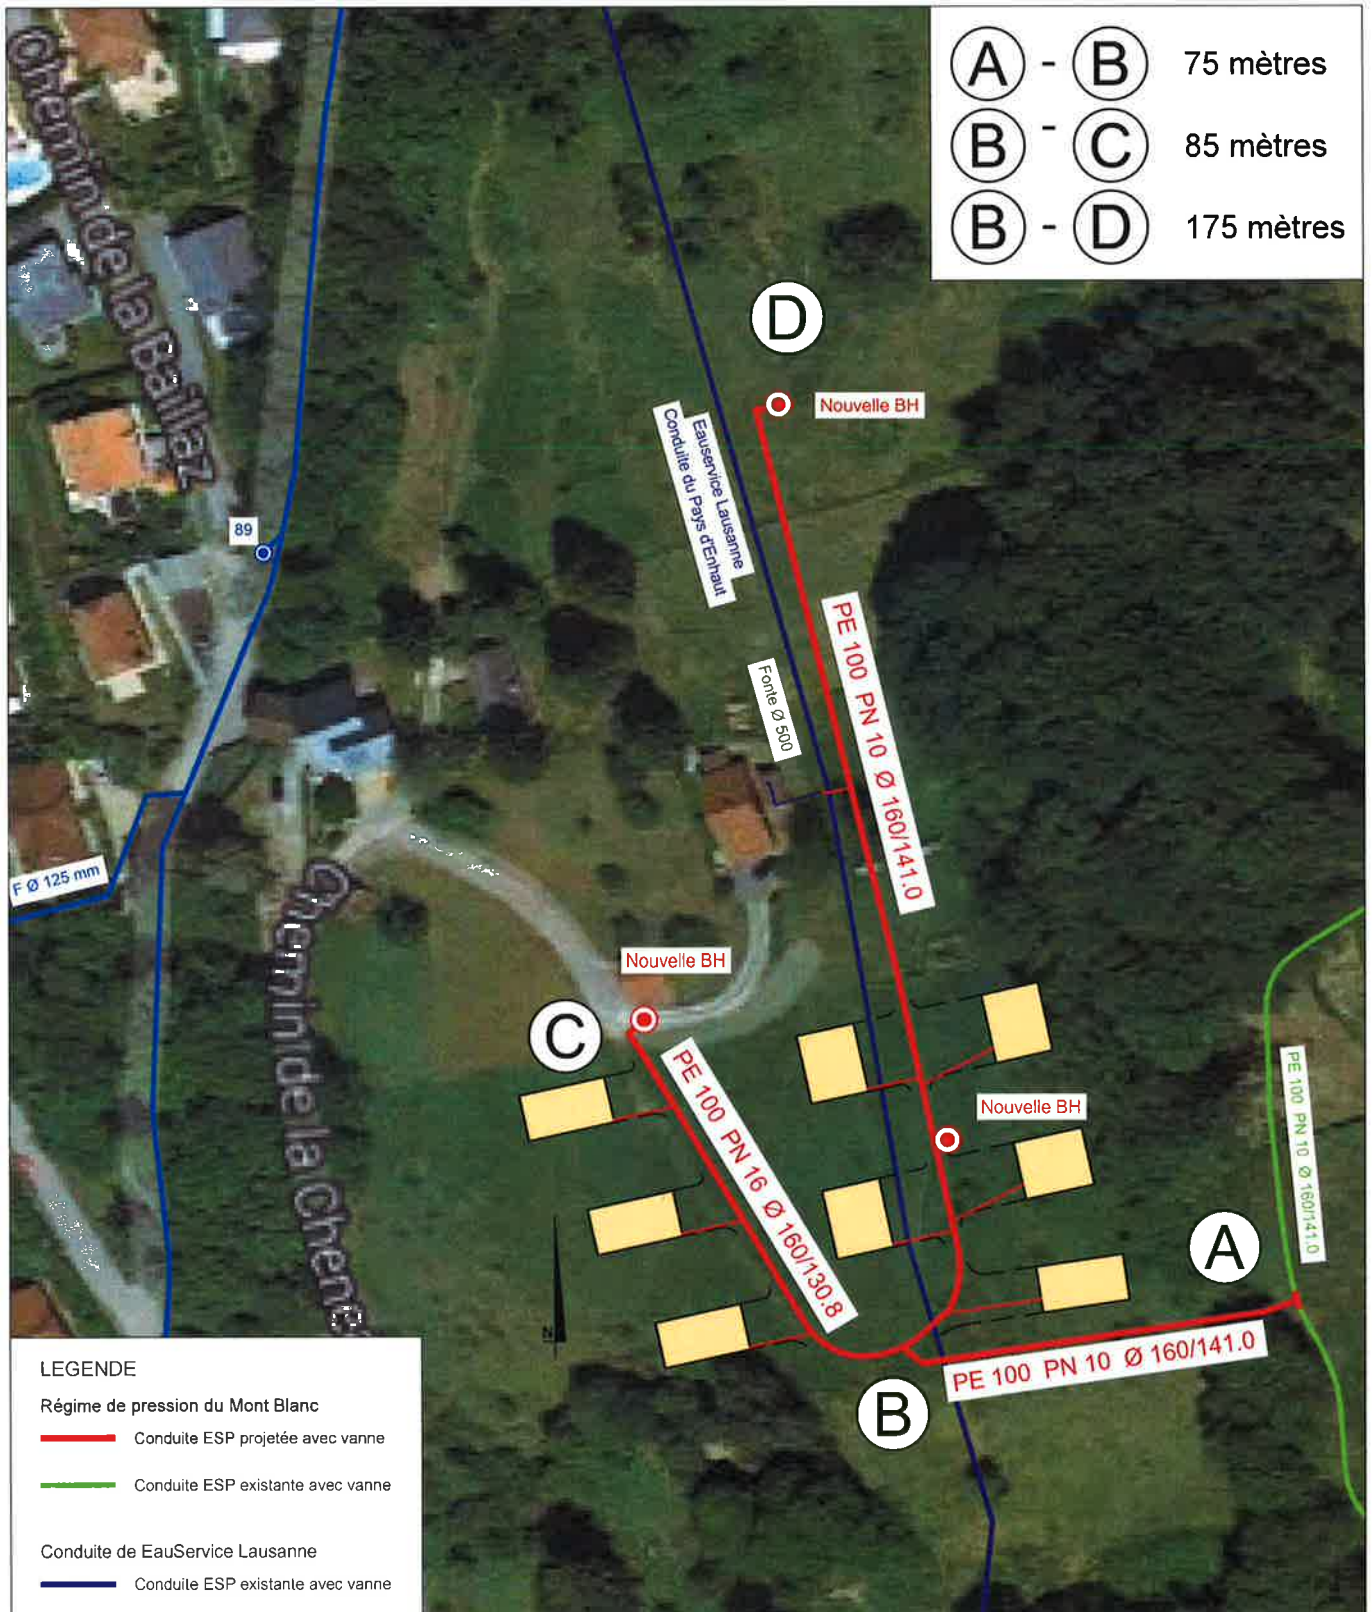 A - B 75 mètres
B - C 85 mètres
B - D 175 mètres
Chemin de la Baillaz
D
Nouvelle BH
Eauservice Lausanne
Conduite du Pays d'Enhaut
89
PE 100 PN 10 Ø 160/141.0
Fonte Ø 500
F Ø 125 mm
Chemin de la
Nouvelle BH
C
PE 100 PN 16 Ø 160/130.8
Nouvelle BH
PE 100 PN 10 Ø 160/141.0
A
N
PE 100 PN 10 Ø 160/141.0
B
LEGENDE
Régime de pression du Mont Blanc
Conduite ESP projetée avec vanne
Conduite ESP existante avec vanne
Conduite de EauService Lausanne
Conduite ESP existante avec vanne